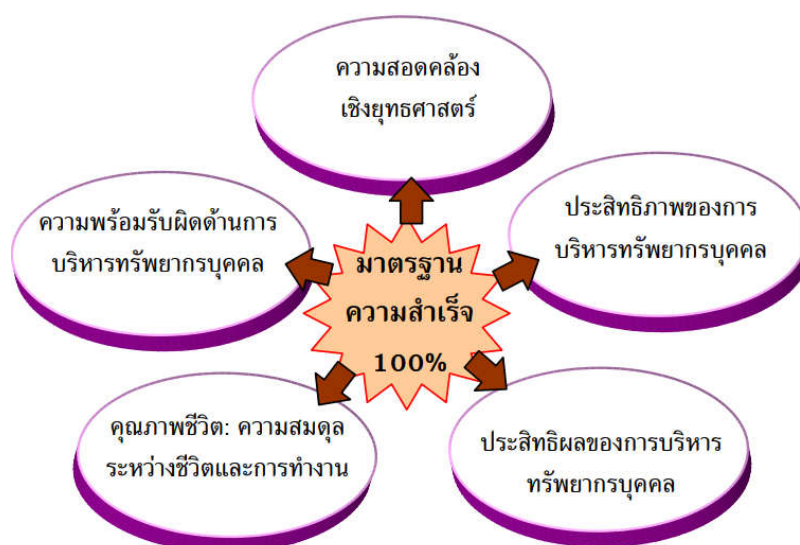 ความสอดคล้อง
เชิงยุทธศาสตร์
ความพร้อมรับผิดด้านการ
บริหารทรัพยากรบุคคล
ประสิทธิภาพของการ
บริหารทรัพยากรบุคคล
มาตรฐาน
ความสำเร็จ
100%
คุณภาพชีวิต: ความสมดุล
ระหว่างชีวิตและการทำงาน
ประสิทธิผลของการบริหาร
ทรัพยากรบุคคล